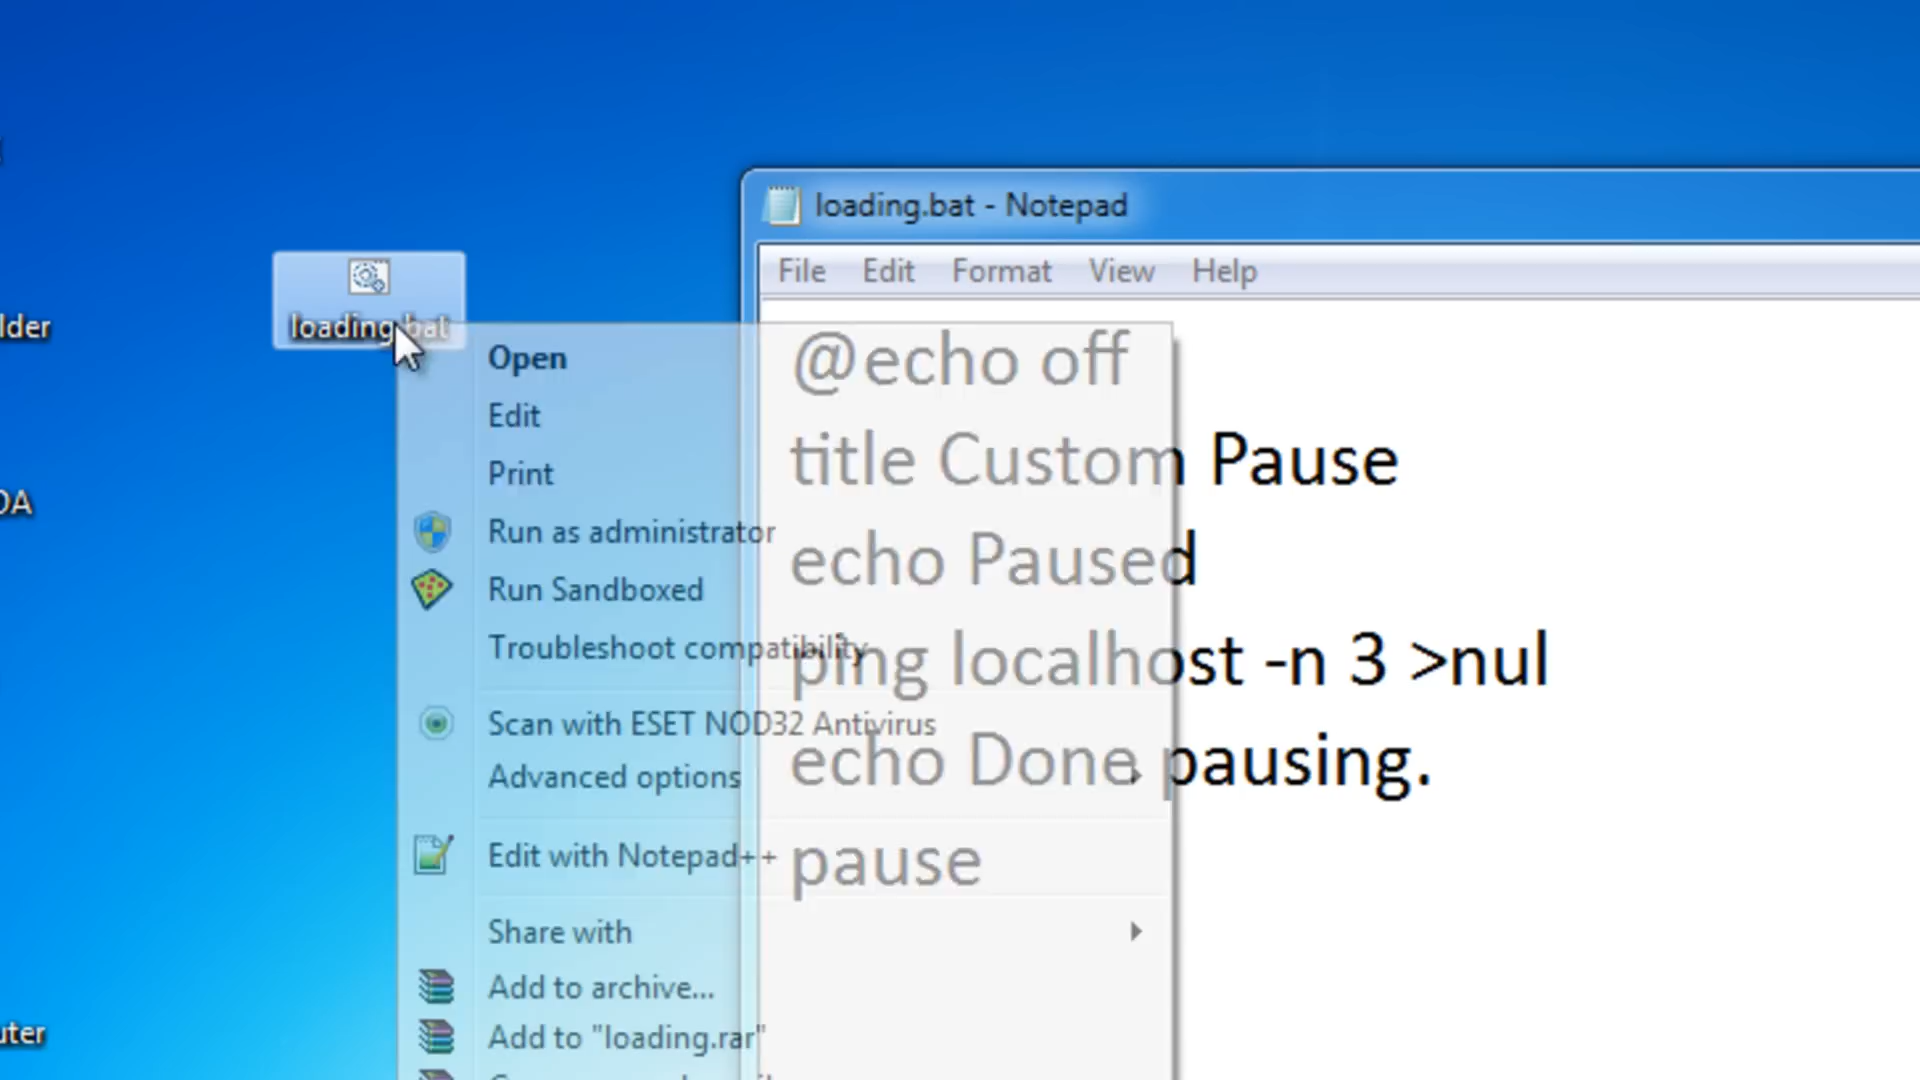 lder
DA
uter
loading.bat
loading.bat - Notepad
File Edit Format View Help
@echo off
title Custom Pause
echo Paused
ping localhost -n 3 >nul
echo Done pausing.
pause
Open
Edit
Print
Run as administrator
Run Sandboxed
Troubleshoot compatibility
Scan with ESET NOD32 Antivirus
Advanced options
Edit with Notepad++
Share with
Add to archive...
Add to "loading.rar"